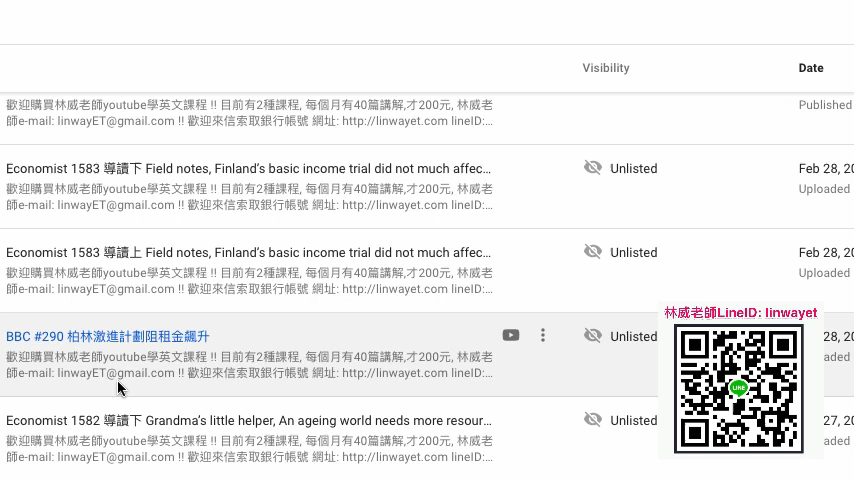 Visibility
Date
歡迎購買林威老師youtube學英文課程 !! 目前有2種課程, 每個月有40篇講解,才200元, 林威老
Published
師e-mail: linwayET@gmail.com !! 歡迎來信索取銀行帳號 網址: http://linwayet.com lineID:...
Economist 1583 導讀下 Field notes, Finland's basic income trial did not much affec...
Unlisted
Feb 28, 20
歡迎購買林威老師youtube學英文課程 !! 目前有2種課程, 每個月有40篇講解,才200元, 林威老
Uploaded
師e-mail: linwayET@gmail.com !! 歡迎來信索取銀行帳號 網址: http://linwayet.com lineID:...
Economist 1583 導讀上 Field notes, Finland's basic income trial did not much affec...
Unlisted
Feb 28, 20
歡迎購買林威老師youtube學英文課程 !! 目前有2種課程, 每個月有40篇講解,才200元, 林威老
Uploaded
師e-mail: linwayET@gmail.com !! 歡迎來信索取銀行帳號 網址: http://linwayet.com lineID:...
林威老師LineID: linwayet
BBC #290 柏林激進計劃阻租金飆升
Unlisted
28, 20
歡迎購買林威老師youtube學英文課程 !! 目前有2種課程, 每個月有40篇講解,才200元, 林威老
aded
師e-mail: linwayET@gmail.com !! 歡迎來信索取銀行帳號 網址: http://linwayet.com lineID:...
LINE
Economist 1582 導讀下 Grandma's little helper, An ageing world needs more resour...
Unlisted
27, 20
歡迎購買林威老師youtube學英文課程 !! 目前有2種課程, 每個月有40篇講解,才200元, 林威老
aded
師e-mail: linwayET@gmail.com !! 歡迎來信索取銀行帳號 網址: http://linwayet.com lineID:...